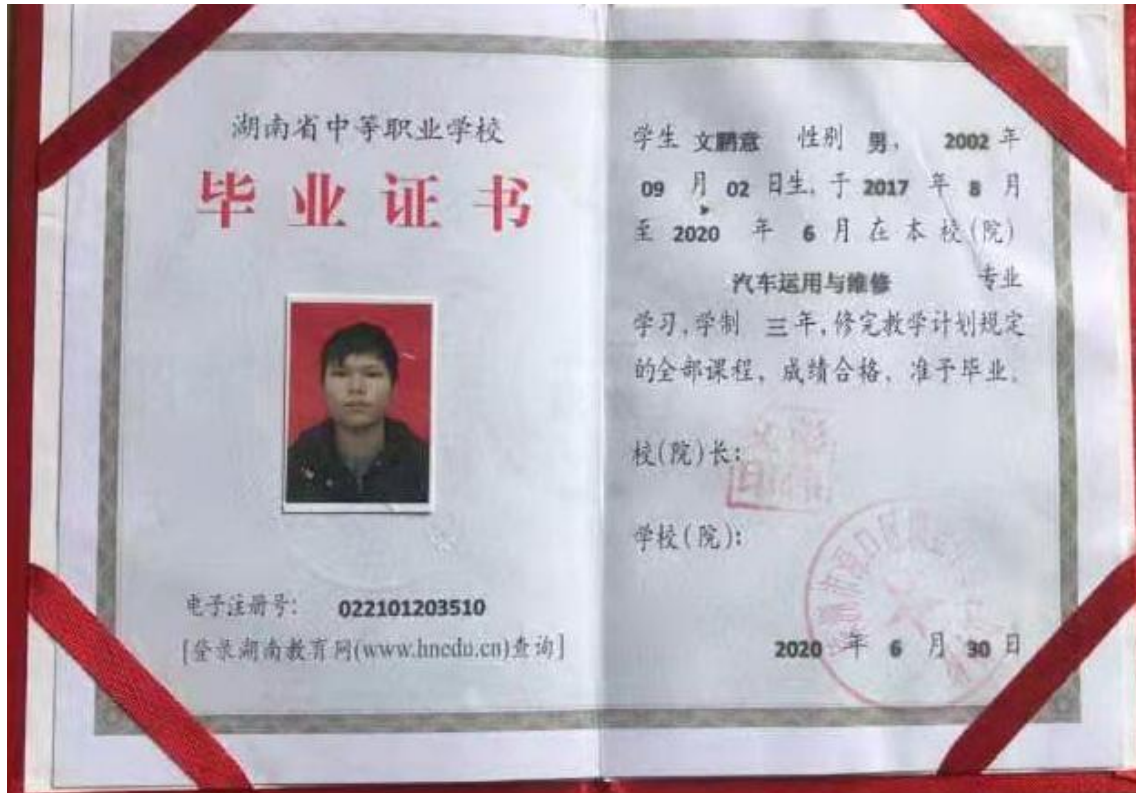 湖南省中等职业学校
毕业证书
电子注册号: 022101203510
[登录湖南教育网(www.hnedu.cn)查询]
学生 文鹏意 性别 男, 2002 年
09 月 02 日生,于 2017 年 8 月
至 2020 年 6 月在本校(院)
汽车运用与维修 专业
学习,学制 三年,修完教学计划规定
的全部课程,成绩合格,准予毕业。
校(院)长:
学校(院):
2020 年 6 月 30 日